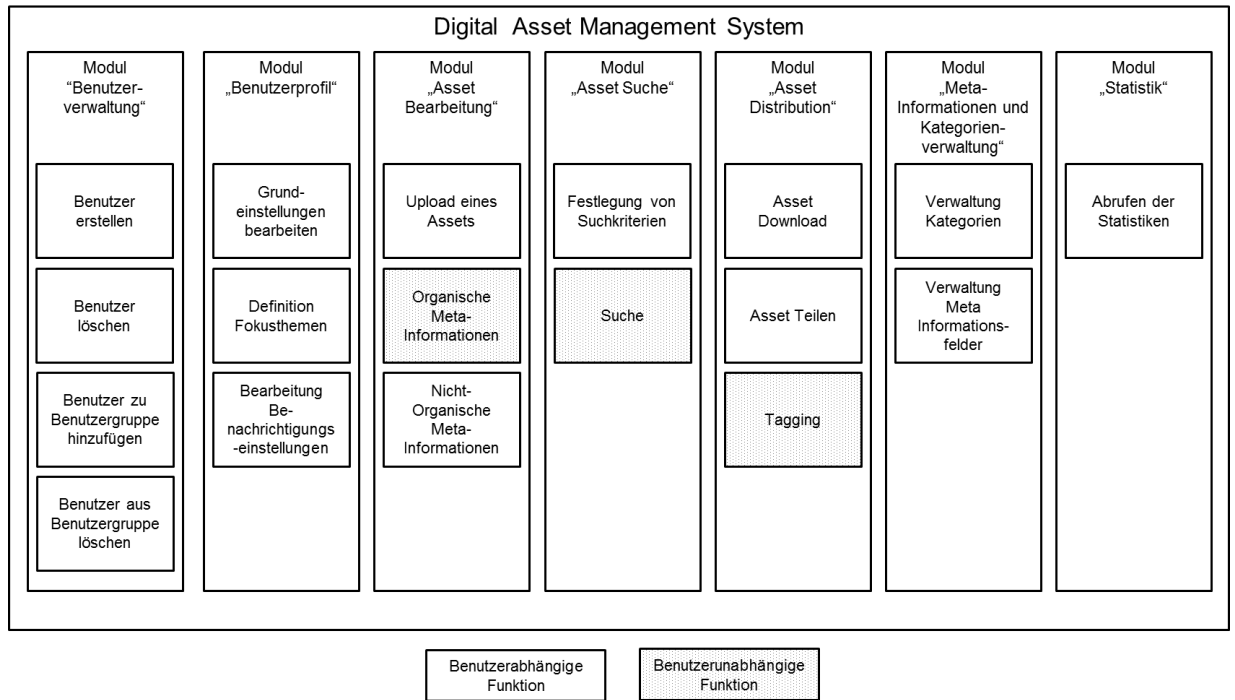 Digital Asset Management System
Modul
"Benutzer-
verwaltung“
Benutzer
erstellen
Benutzer
löschen
Benutzer zu
Benutzergruppe
hinzufügen
Benutzer aus
Benutzergruppe
löschen
Modul
„Benutzerprofil“
Grund-
einstellungen
bearbeiten
Definition
Fokusthemen
Bearbeitung
Be-
nachrichtigungs
-einstellungen
Modul
„Asset
Bearbeitung“
Upload eines
Assets
Organische
Meta-
Informationen
Nicht-
Organische
Meta-
Informationen
Modul
„Asset Suche“
Festlegung von
Suchkriterien
Suche
Modul
„Asset
Distribution“
Asset
Download
Asset Teilen
Tagging
Modul
„Meta-
Informationen und
Kategorien-
verwaltung“
Verwaltung
Kategorien
Verwaltung
Meta
Informations-
felder
Modul
„Statistik“
Abrufen der
Statistiken
Benutzerabhängige
Funktion
Benutzerunabhängige
Funktion